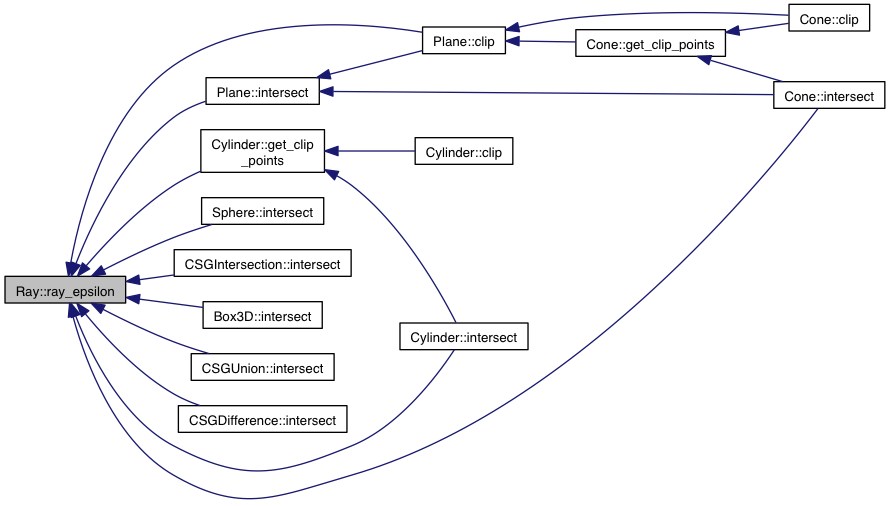 Cone::clip
Plane::clip
Cone::get_clip_points
Plane::intersect
Cone::intersect
Cylinder::get_clip
_points
Cylinder::clip
Sphere::intersect
CSGIntersection::intersect
Ray::ray_epsilon
Box3D::intersect
Cylinder::intersect
CSGUnion::intersect
CSGDifference::intersect